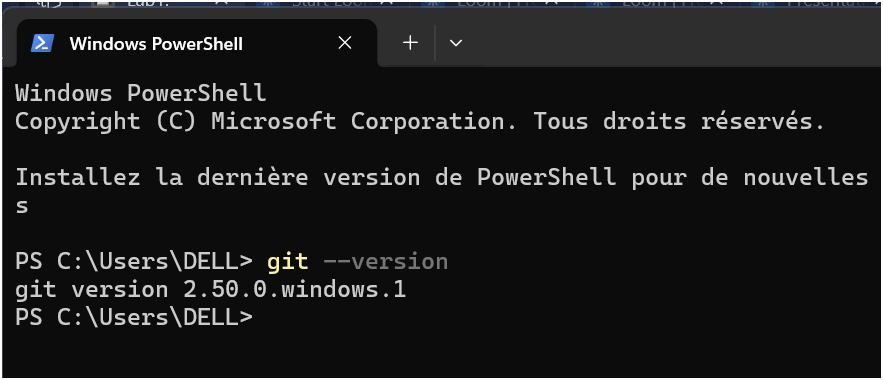 Lab1.
Windows PowerShell
Windows PowerShell
Copyright (C) Microsoft Corporation. Tous droits réservés.
Installez la dernière version de PowerShell pour de nouvelles
s
PS C:\Users\DELL> git --version
git version 2.50.0.windows.1
PS C:\Users\DELL>